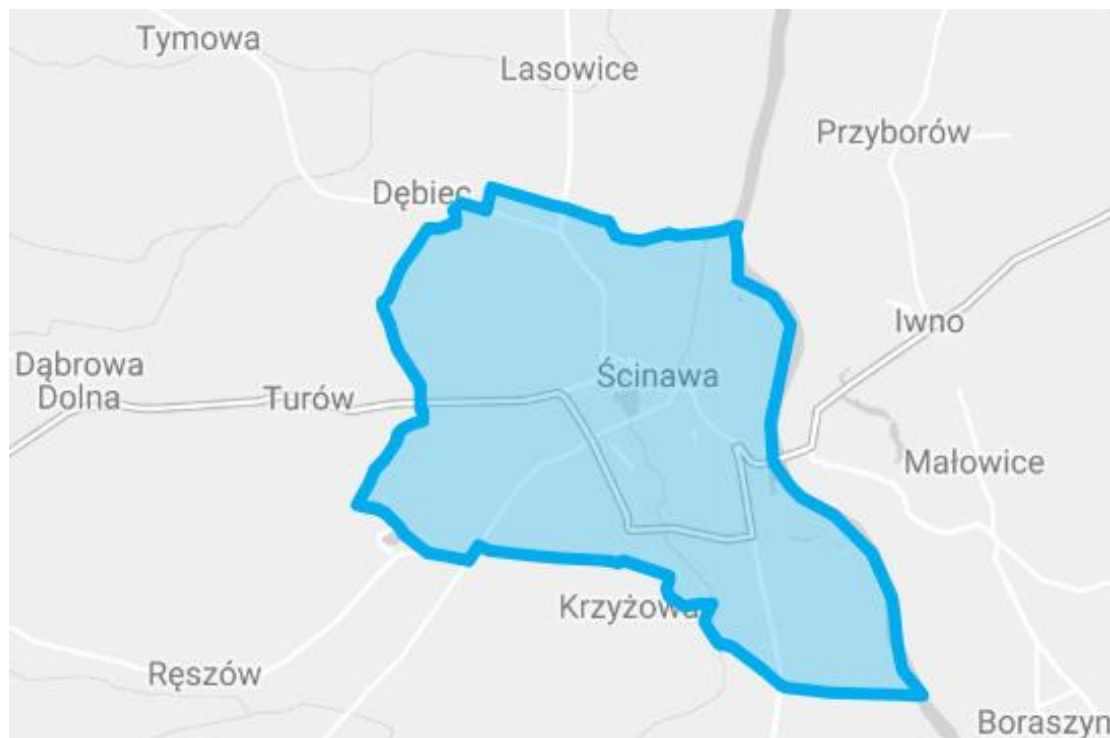 Tymowa
Lasowice
Przyborów
Dębiec
Iwno
Dąbrowa
Dolna
Turów
Ścinawa
Małowice
Krzyżowa
Ręszów
Boraszyn